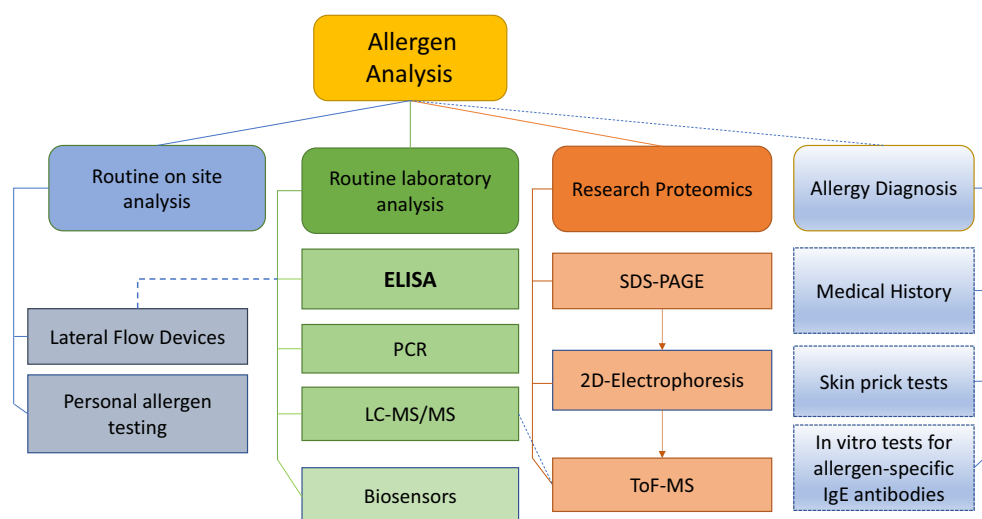 Allergen
Analysis
Routine on site
analysis
Routine laboratory
analysis
Research Proteomics
Allergy Diagnosis
ELISA
SDS-PAGE
Medical History
Lateral Flow Devices
PCR
2D-Electrophoresis
Skin prick tests
Personal allergen
testing
LC-MS/MS
In vitro tests for
allergen-specific
IgE antibodies
Biosensors
ToF-MS